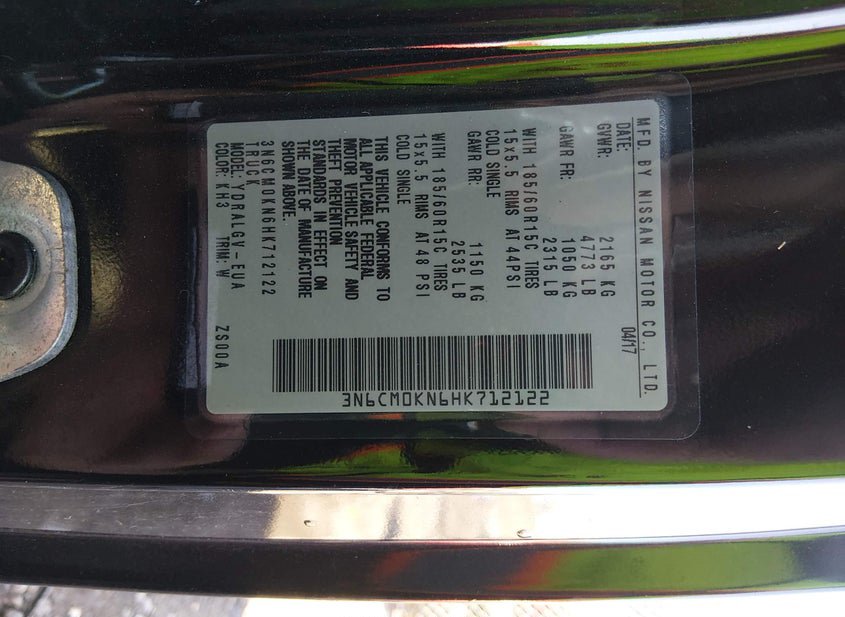 MFD. BY NISSAN MOTOR CO., LTD.
DATE: 04/17
GVWR: 2165 KG
4773 LB
GAWR FR: 1050 KG
2315 LB
WITH 185/60R15C TIRES
15x5.5 RIMS AT 44PSI
COLD SINGLE
GAWR RR: 1150 KG
2535 LB
WITH 185/60R15C TIRES
15x5.5 RIMS AT 48 PSI
COLD SINGLE
THIS VEHICLE CONFORMS TO
ALL APPLICABLE FEDERAL
MOTOR VEHICLE SAFETY AND
THEFT PREVENTION
STANDARDS IN EFFECT ON
THE DATE OF MANUFACTURE
SHOWN ABOVE.
3N6CM0KN6HK712122
TRUCK
MODEL: YDBALGV-EUA
COLOR: KH3 TRIM: W ZS00A
3N6CM0KN6HK712122